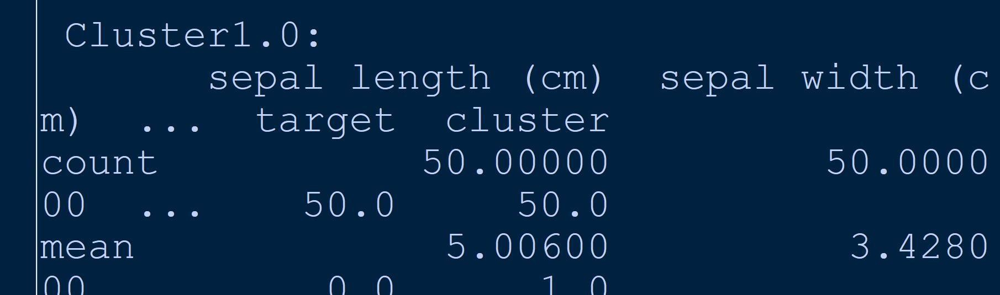 Cluster1.0:
sepal length (cm)  sepal width (c
m)  ...  target  cluster
count  50.00000  50.0000
00  ...  50.0  50.0
mean  5.00600  3.4280
00  0.0  1.0